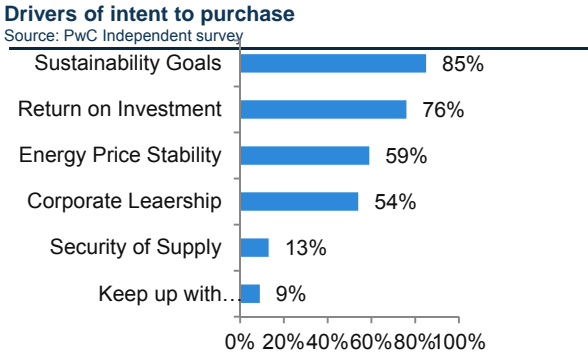 Drivers of intent to purchase
Source: PwC Independent survey
Sustainability Goals 85%
Return on Investment 76%
Energy Price Stability 59%
Corporate Leaership 54%
Security of Supply 13%
Keep up with... 9%
0% 20% 40% 60% 80% 100%